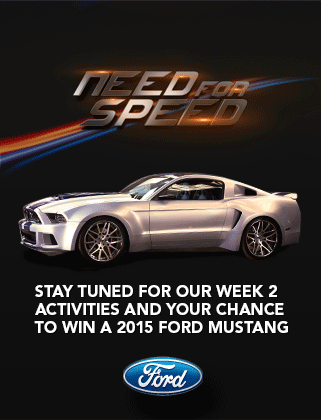 NEED FOR
SPEED
STAY TUNED FOR OUR WEEK 2
ACTIVITIES AND YOUR CHANCE
TO WIN A 2015 FORD MUSTANG
Ford